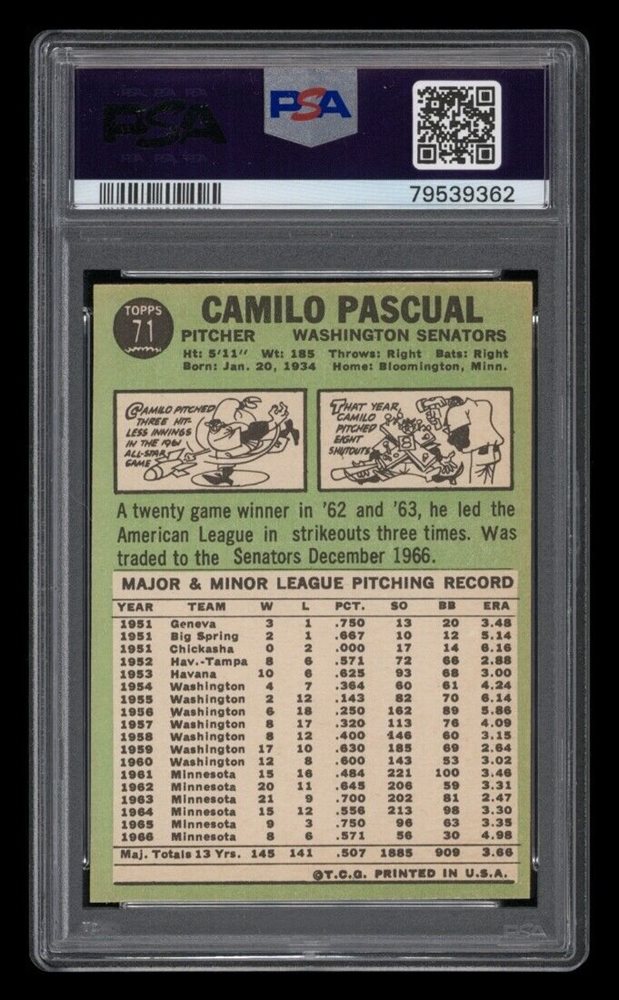 PSA
PSA
79539362
TOPPS
71
CAMILO PASCUAL
PITCHER WASHINGTON SENATORS
Ht: 5'11" Wt: 185 Throws: Right Bats: Right
Born: Jan. 20, 1934 Home: Bloomington, Minn.
CAMILO PITCHED
THREE HIT-
LESS INNINGS
IN THE 1961
ALL-STAR
GAME
THAT YEAR,
CAMILO
PITCHED
EIGHT
SHUTOUTS
A twenty game winner in '62 and '63, he led the
American League in strikeouts three times. Was
traded to the Senators December 1966.
MAJOR & MINOR LEAGUE PITCHING RECORD
YEAR TEAM W L PCT. SO BB ERA
1951 Geneva 3 1 .750 13 20 3.48
1951 Big Spring 2 1 .667 10 12 5.14
1951 Chickasha 0 2 .000 17 14 6.16
1952 Hav.-Tampa 8 6 .571 72 66 2.88
1953 Havana 10 6 .625 93 68 3.00
1954 Washington 4 7 .364 60 61 4.24
1955 Washington 2 12 .143 82 70 6.14
1956 Washington 6 18 .250 162 89 5.86
1957 Washington 8 17 .320 113 76 4.09
1958 Washington 8 12 .400 146 60 3.15
1959 Washington 17 10 .630 185 69 2.64
1960 Washington 12 8 .600 143 53 3.02
1961 Minnesota 15 16 .484 221 100 3.46
1962 Minnesota 20 11 .645 206 59 3.31
1963 Minnesota 21 9 .700 202 81 2.47
1964 Minnesota 15 12 .556 213 98 3.30
1965 Minnesota 9 3 .750 96 63 3.35
1966 Minnesota 8 6 .571 56 30 4.98
Maj. Totals 13 Yrs. 145 141 .507 1885 909 3.66
©T.C.G. PRINTED IN U.S.A.
PSA